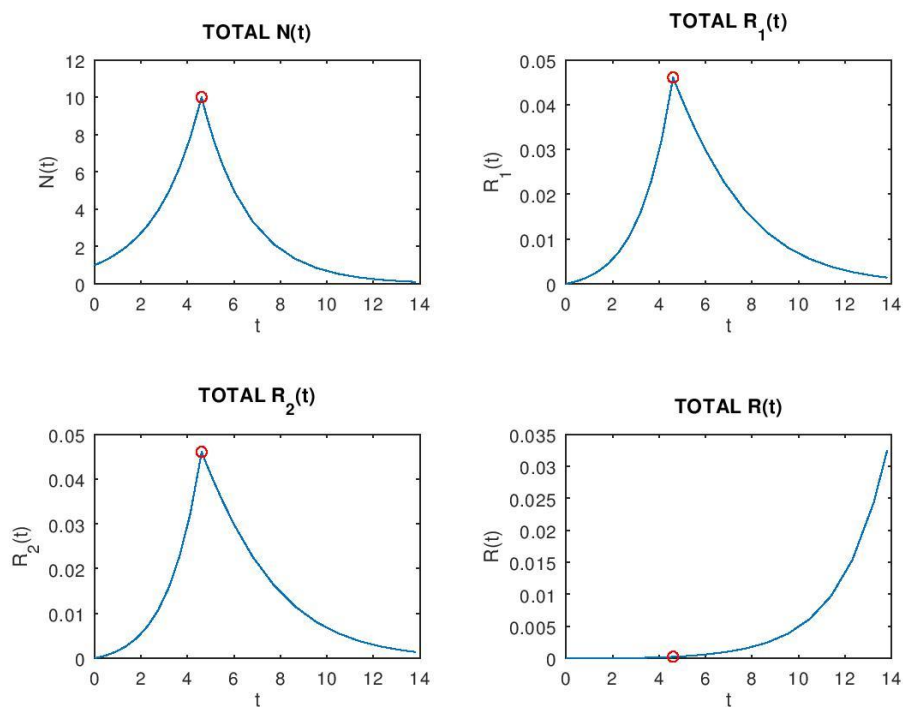 TOTAL N(t)
12
10
8
6
4
2
0
N(t)
0 2 4 6 8 10 12 14
t
TOTAL R₁(t)
0.05
0.04
0.03
0.02
0.01
0
R₁(t)
0 2 4 6 8 10 12 14
t
TOTAL R₂(t)
0.05
0.04
0.03
0.02
0.01
0
R₂(t)
0 2 4 6 8 10 12 14
t
TOTAL R(t)
0.035
0.03
0.025
0.02
0.015
0.01
0.005
0
R(t)
0 2 4 6 8 10 12 14
t